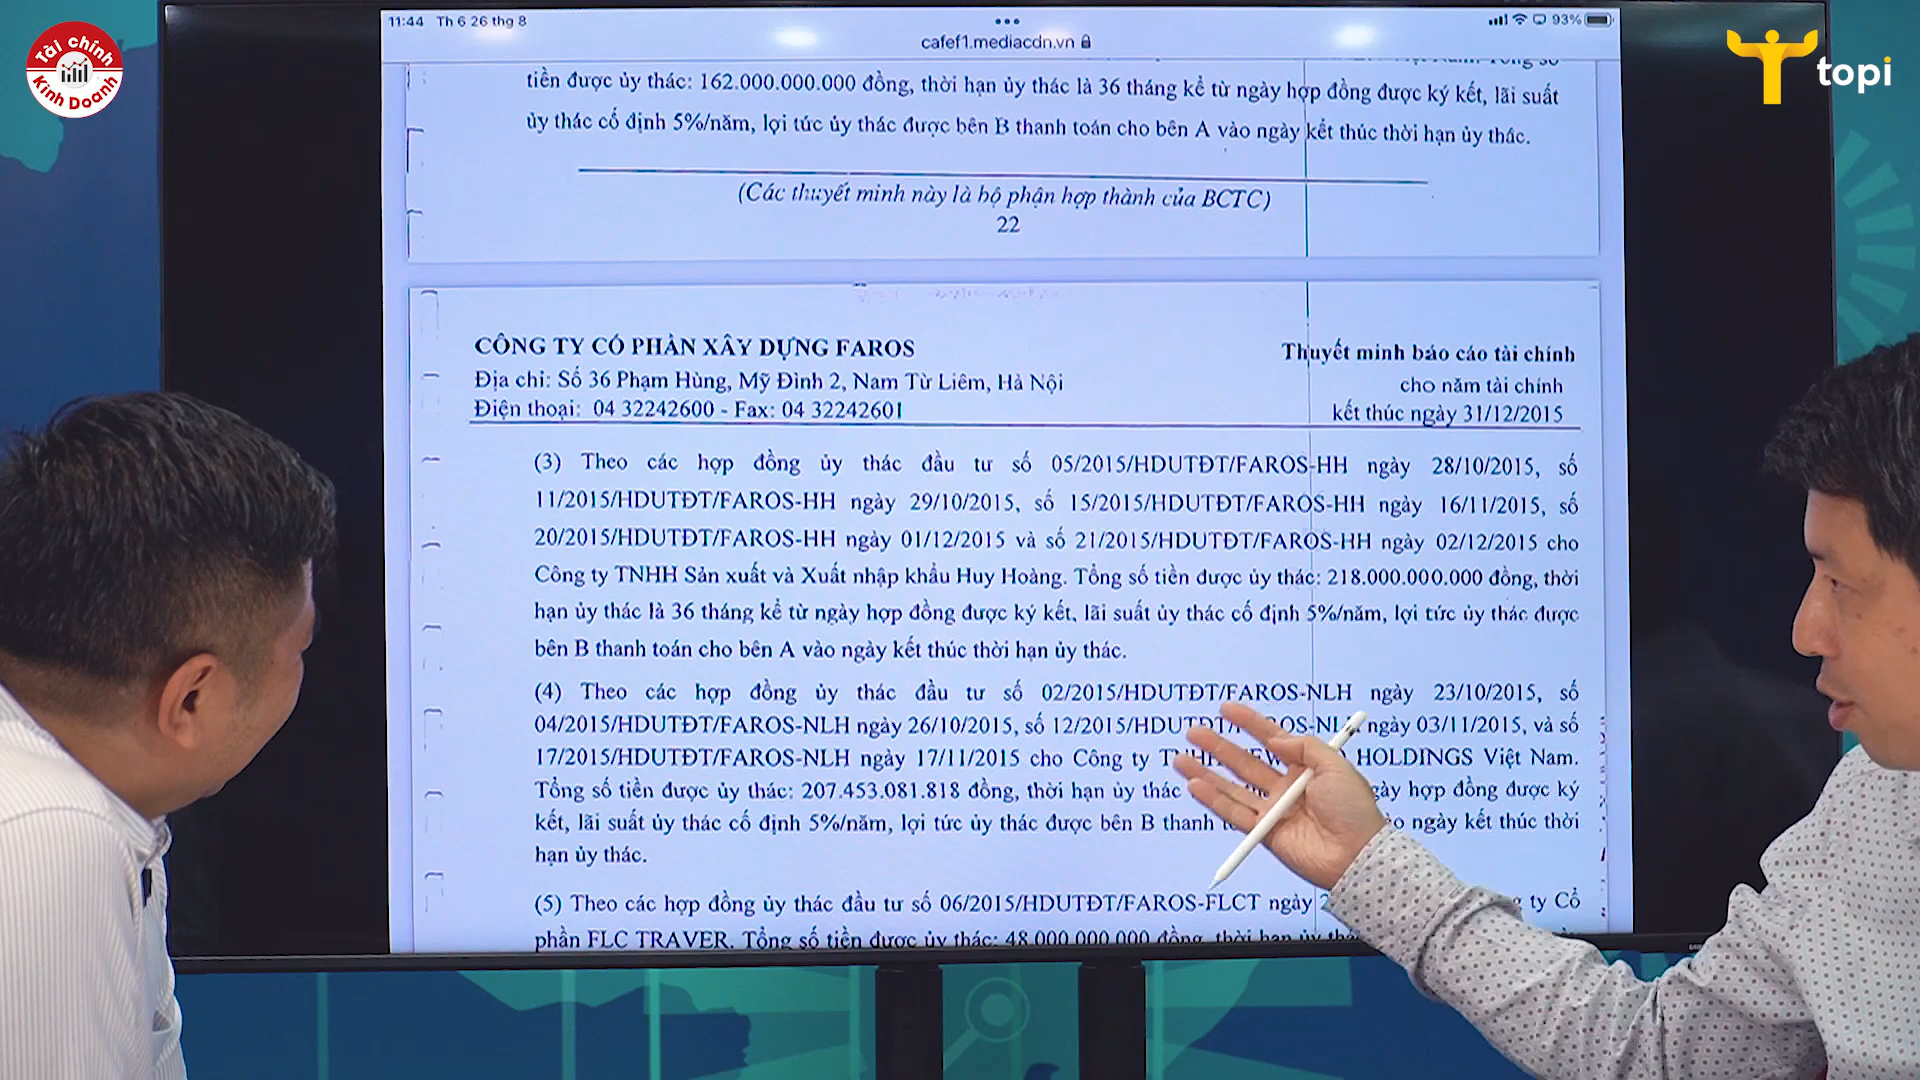 Tài chính
Kinh Doanh
topi
11:44 Th 6 26 thg 8
93%
cafef1.mediacdn.vn
tiền được ủy thác: 162.000.000.000 đồng, thời hạn ủy thác là 36 tháng kể từ ngày hợp đồng được ký kết, lãi suất
ủy thác cố định 5%/năm, lợi tức ủy thác được bên B thanh toán cho bên A vào ngày kết thúc thời hạn ủy thác.
(Các thuyết minh này là bộ phận hợp thành của BCTC)
22
CÔNG TY CỔ PHẦN XÂY DỰNG FAROS
Thuyết minh báo cáo tài chính
Địa chỉ: Số 36 Phạm Hùng, Mỹ Đình 2, Nam Từ Liêm, Hà Nội
cho năm tài chính
Điện thoại: 04 32242600 - Fax: 04 32242601
kết thúc ngày 31/12/2015
(3) Theo các hợp đồng ủy thác đầu tư số 05/2015/HDUTĐT/FAROS-HH ngày 28/10/2015, số
11/2015/HDUTĐT/FAROS-HH ngày 29/10/2015, số 15/2015/HDUTĐT/FAROS-HH ngày 16/11/2015, số
20/2015/HDUTĐT/FAROS-HH ngày 01/12/2015 và số 21/2015/HDUTĐT/FAROS-HH ngày 02/12/2015 cho
Công ty TNHH Sản xuất và Xuất nhập khẩu Huy Hoàng. Tổng số tiền được ủy thác: 218.000.000.000 đồng, thời
hạn ủy thác là 36 tháng kể từ ngày hợp đồng được ký kết, lãi suất ủy thác cố định 5%/năm, lợi tức ủy thác được
bên B thanh toán cho bên A vào ngày kết thúc thời hạn ủy thác.
(4) Theo các hợp đồng ủy thác đầu tư số 02/2015/HDUTĐT/FAROS-NLH ngày 23/10/2015, số
04/2015/HDUTĐT/FAROS-NLH ngày 26/10/2015, số 12/2015/HDUTĐT/ ngày 03/11/2015, và số
17/2015/HDUTĐT/FAROS-NLH ngày 17/11/2015 cho Công ty HOLDINGS Việt Nam.
Tổng số tiền được ủy thác: 207.453.081.818 đồng, thời hạn ủy thác ngày hợp đồng được ký
kết, lãi suất ủy thác cố định 5%/năm, lợi tức ủy thác được bên B thanh ngày kết thúc thời
hạn ủy thác.
(5) Theo các hợp đồng ủy thác đầu tư số 06/2015/HDUTĐT/FAROS-FLCT ngày ty Cổ
phần FLC TRAVER. Tổng số tiền được ủy thác: 48.000.000.000 đồng, thời hạn ủy